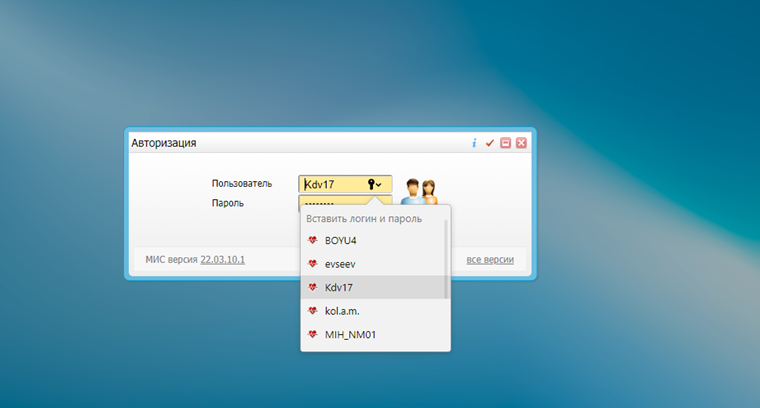 Авторизация
Пользователь Kdv17
Пароль ••••••••
Вставить логин и пароль
BOYU4
evseev
Kdv17
kol.a.m.
MIH_NM01
МИС версия 22.03.10.1 все версии